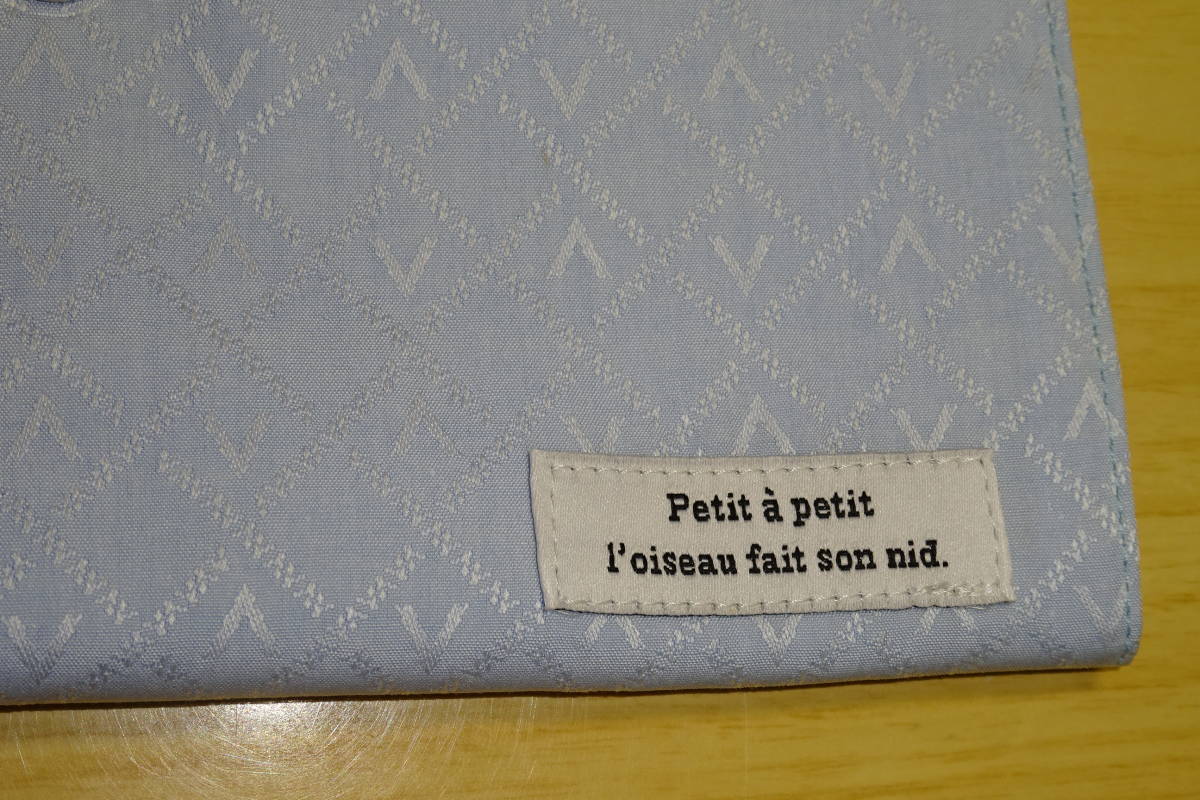 Petit à petit
l'oiseau fait son nid.